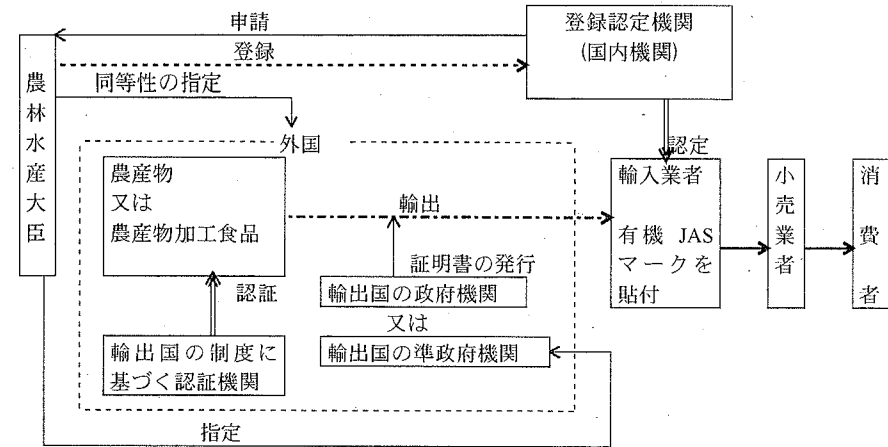 申請
登録
同等性の指定
農林水産大臣
登録認定機関
(国内機関)
外国
認定
農産物
又は
農産物加工食品
輸出
輸入業者
有機 JAS
マークを
貼付
小売業者
消費者
証明書の発行
認証
輸出国の政府機関
又は
輸出国の制度に
基づく認証機関
輸出国の準政府機関
指定